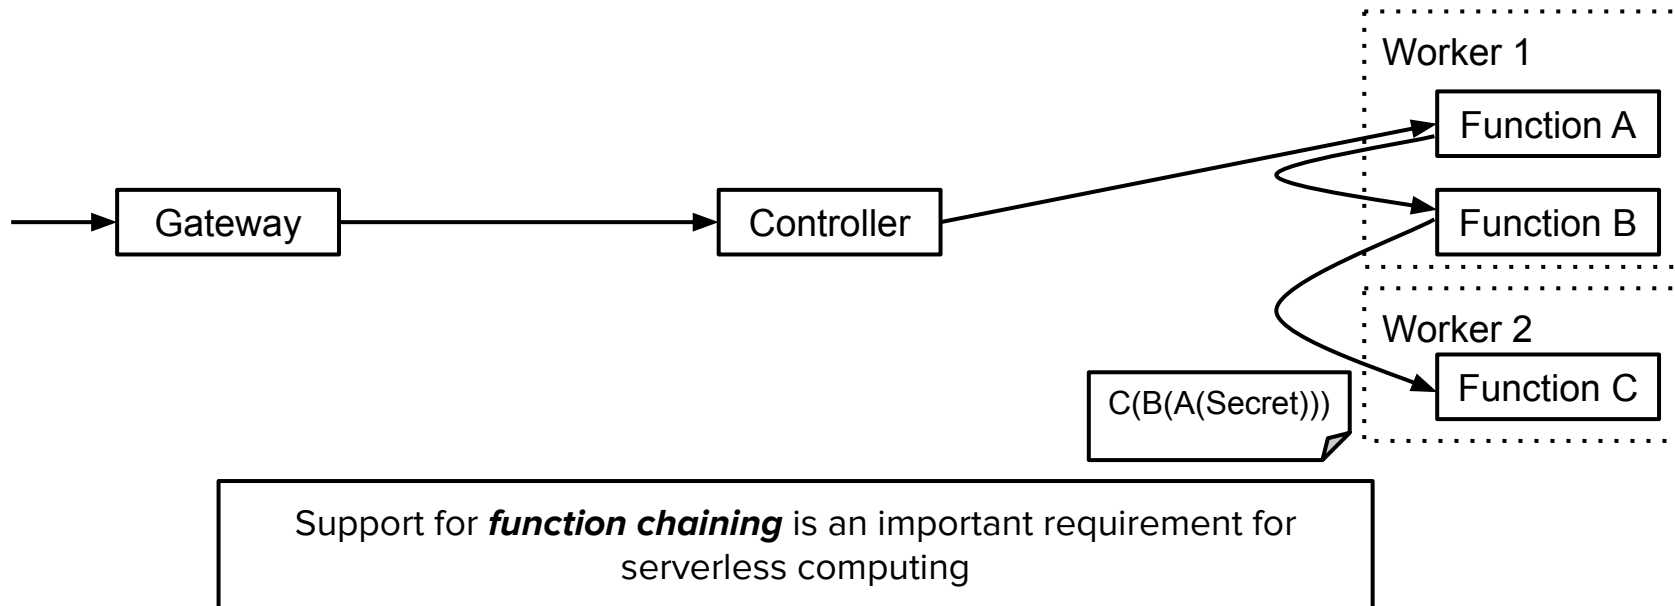 Worker 1
Function A
Gateway
Controller
Function B
Worker 2
Function C
C(B(A(Secret)))
Support for function chaining is an important requirement for
serverless computing